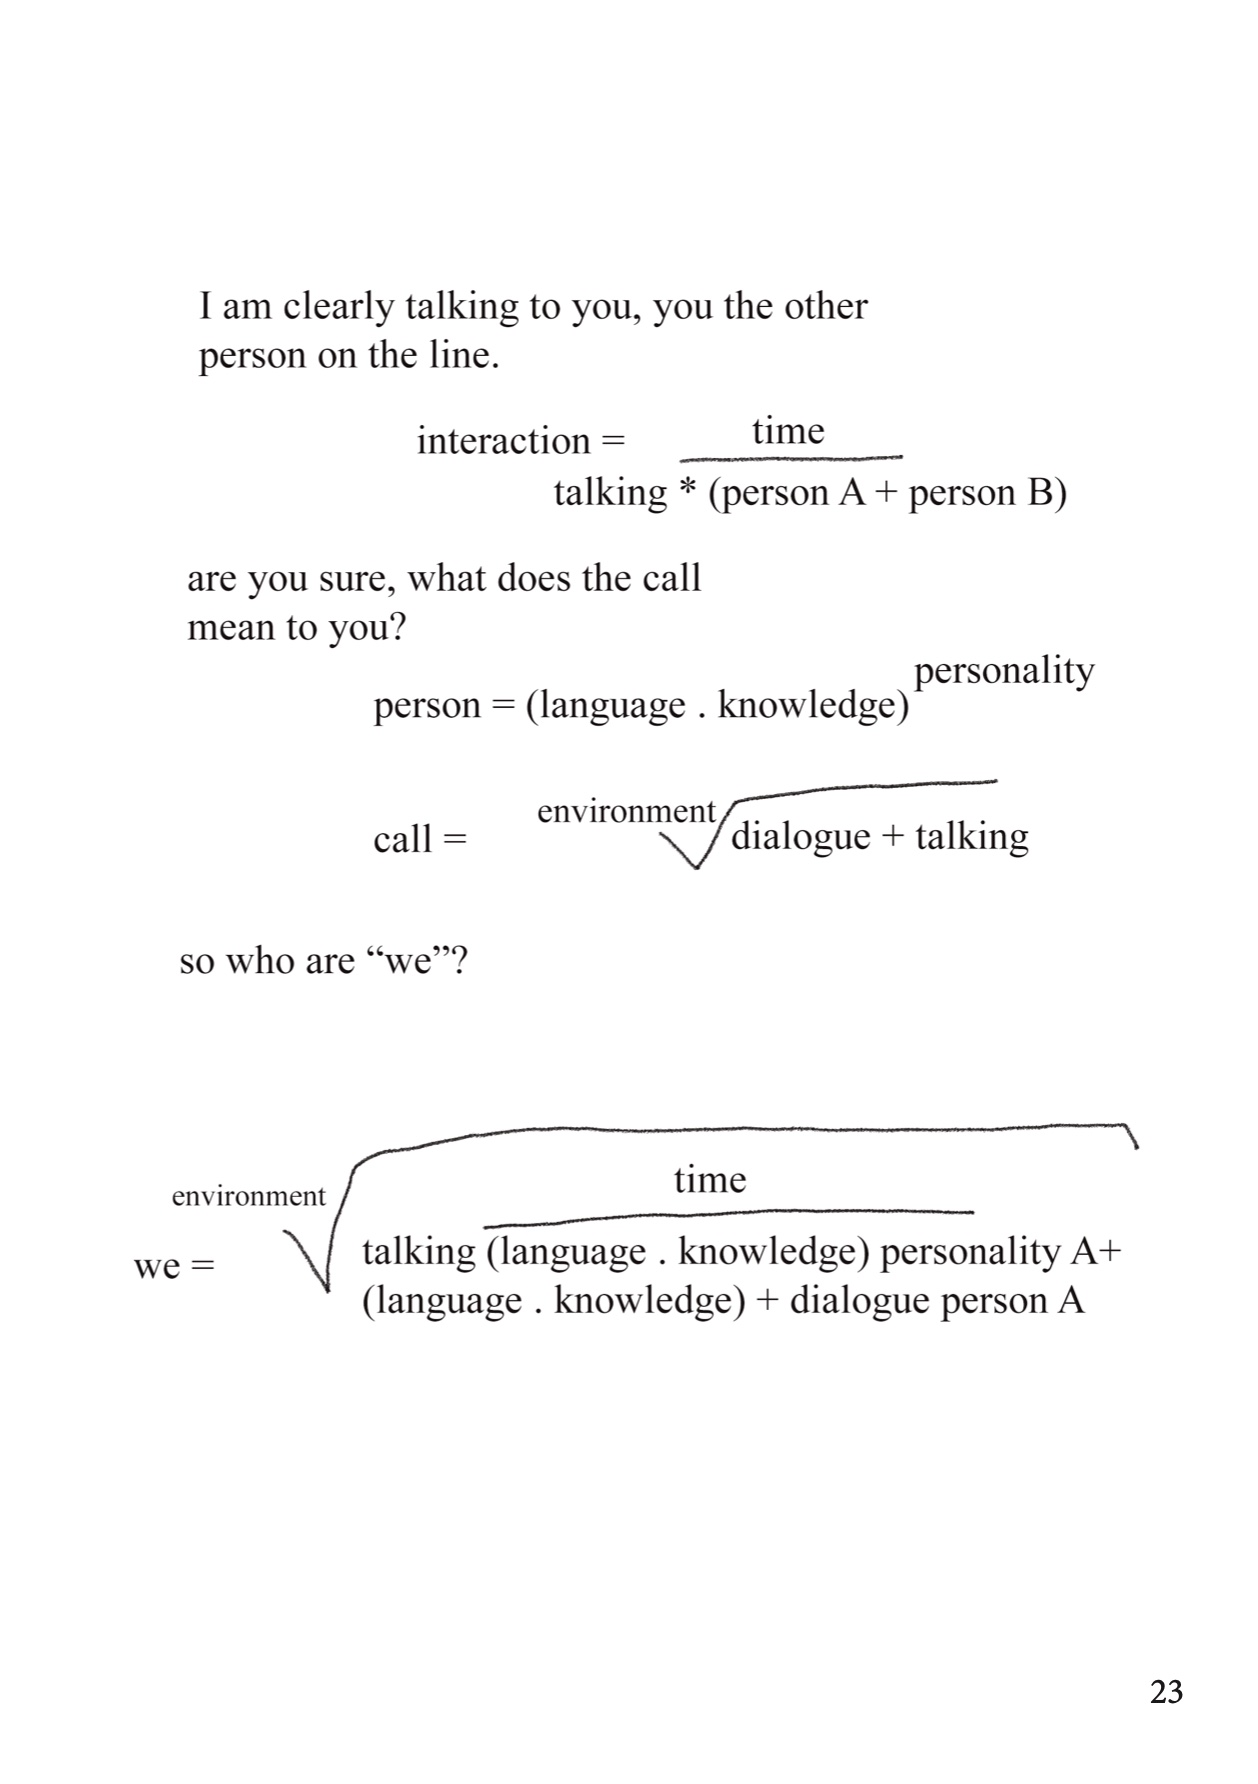 I am clearly talking to you, you the other
person on the line.
time
interaction =
talking * (person A + person B)
are you sure, what does the call
mean to you?
personality
person = (language . knowledge)
environment
call =
dialogue + talking
so who are “we”?
time
environment
we =
talking (language . knowledge) personality A+
(language . knowledge) + dialogue person A
23